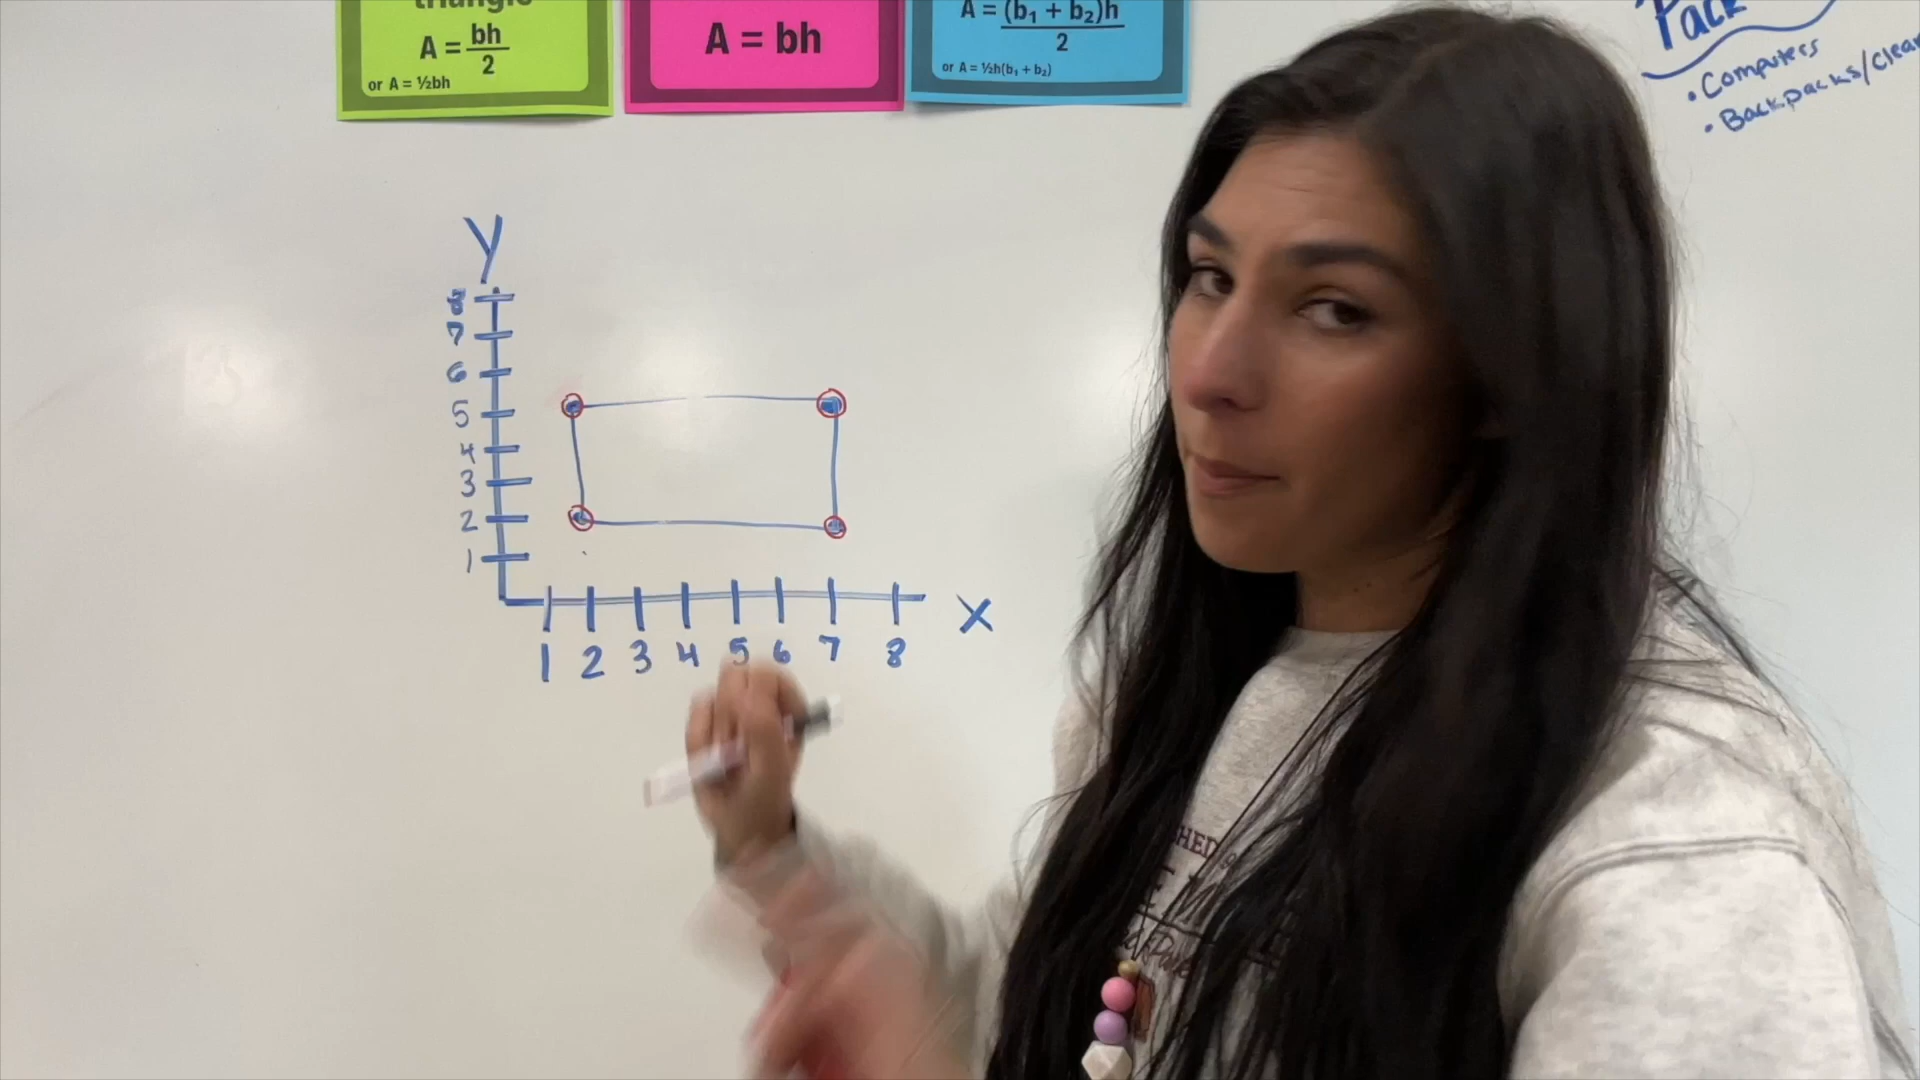 triangle
A = bh/2
or A = ½bh
A = bh
A = (b₁ + b₂)h/2
or A = ½h(b₁ + b₂)
Pack
• Computers
• Backpacks/Clear
y
8
7
6
5
4
3
2
1
x
1 2 3 4 5 6 7 8